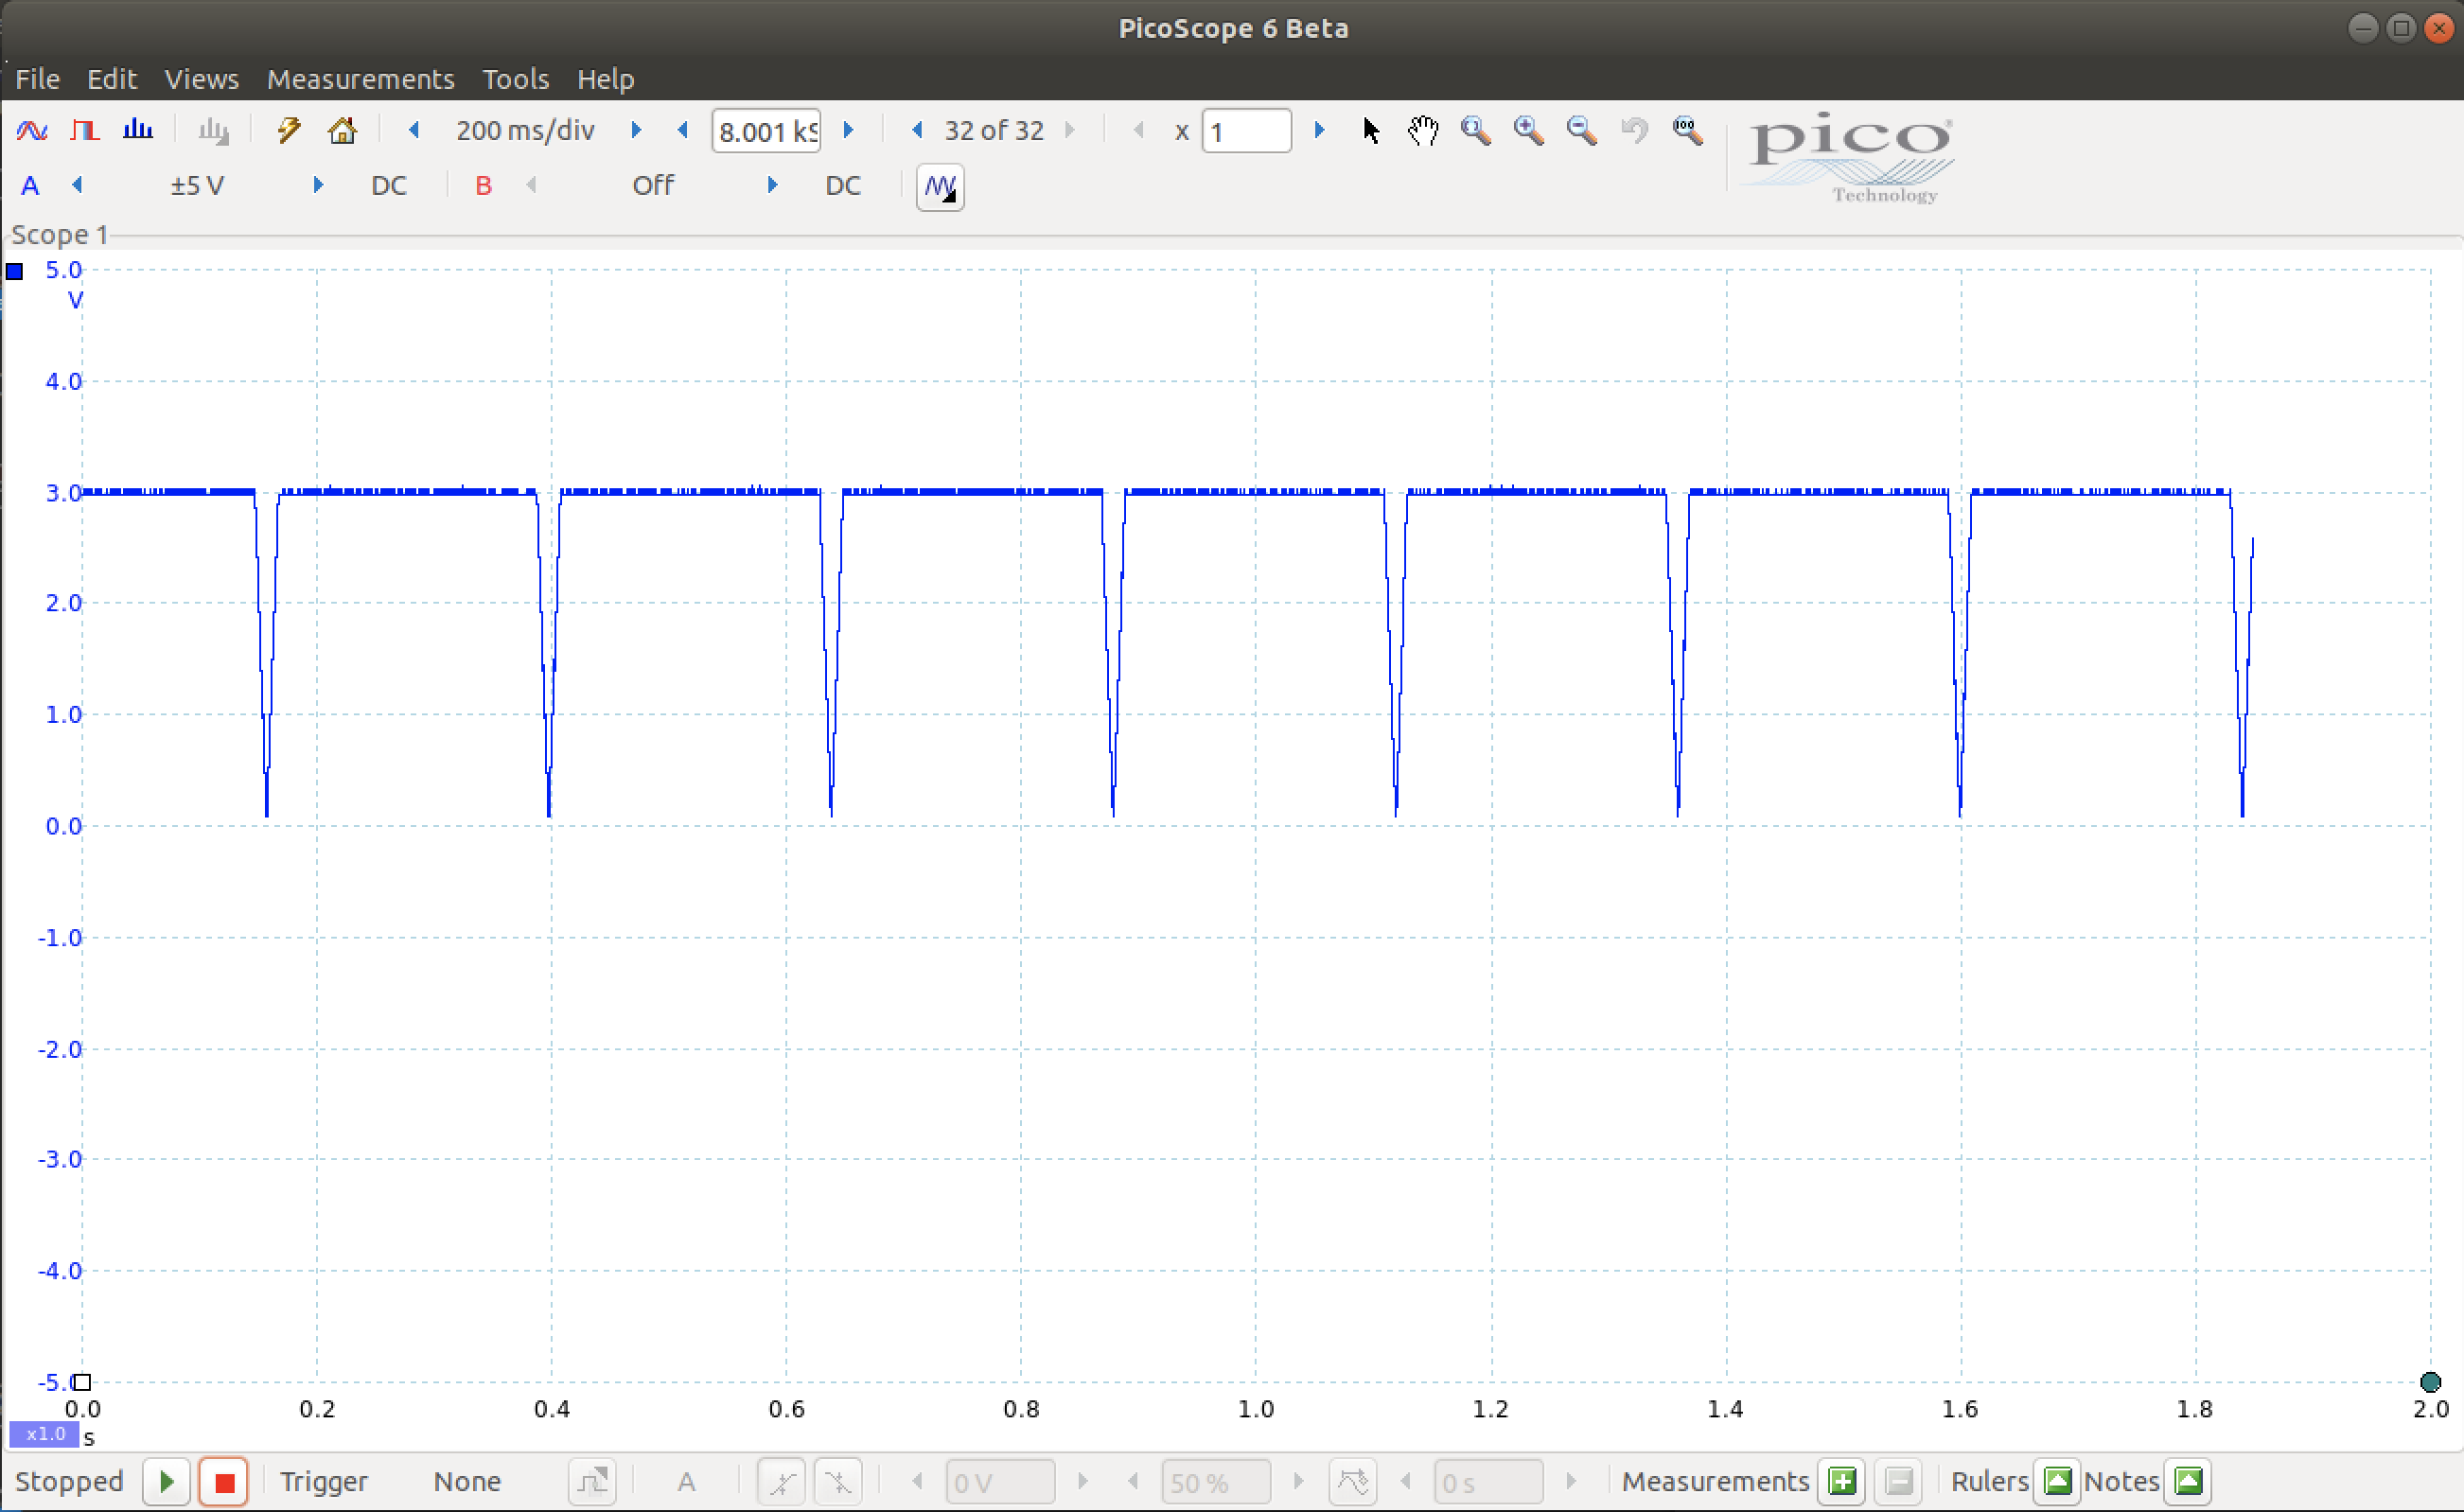 PicoScope 6 Beta
File Edit Views Measurements Tools Help
200 ms/div 8.001 kS 32 of 32 x 1
A ±5 V DC B Off DC
pico
Technology
Scope 1
5.0
V
4.0
3.0
2.0
1.0
0.0
-1.0
-2.0
-3.0
-4.0
-5.0
0.0 0.2 0.4 0.6 0.8 1.0 1.2 1.4 1.6 1.8 2.0
x1.0 s
Stopped Trigger None A 0 V 50 % 0 s Measurements Rulers Notes